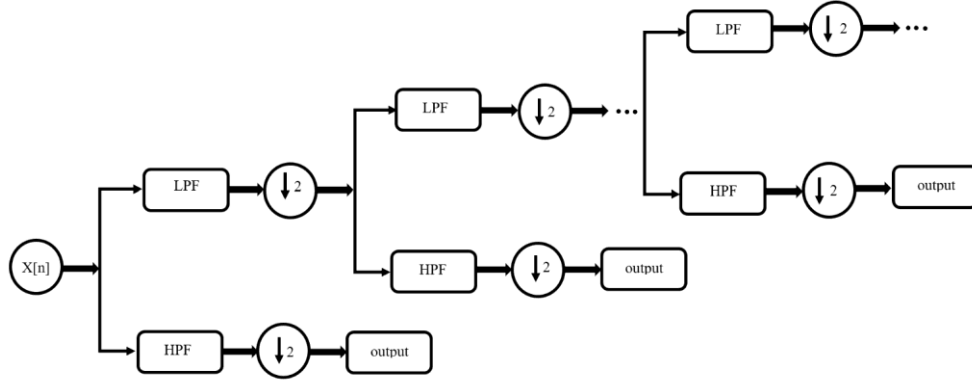 LPF
↓ 2
...
LPF
↓ 2
...
LPF
↓ 2
HPF
↓ 2
output
X[n]
HPF
↓ 2
output
HPF
↓ 2
output